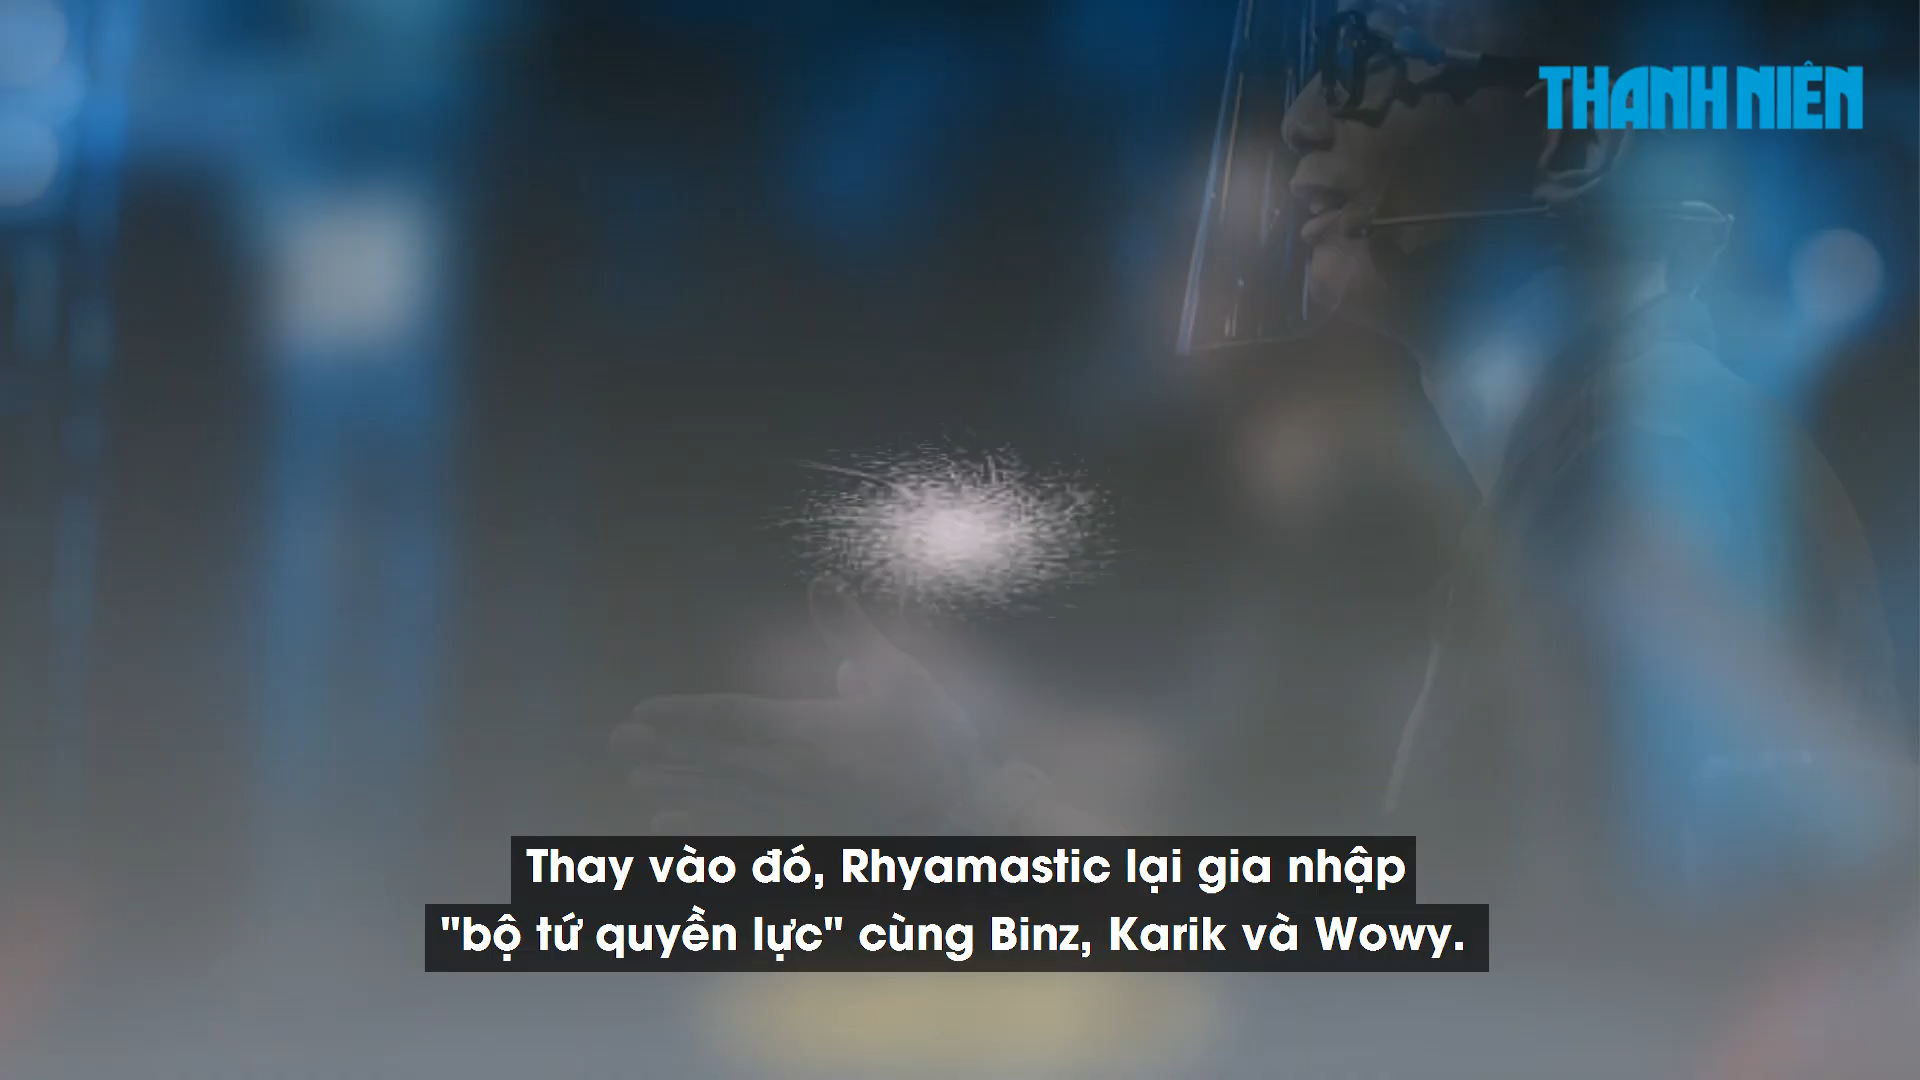 THANH NIÊN
Thay vào đó, Rhyamastic lại gia nhập
"bộ tứ quyền lực" cùng Binz, Karik và Wowy.